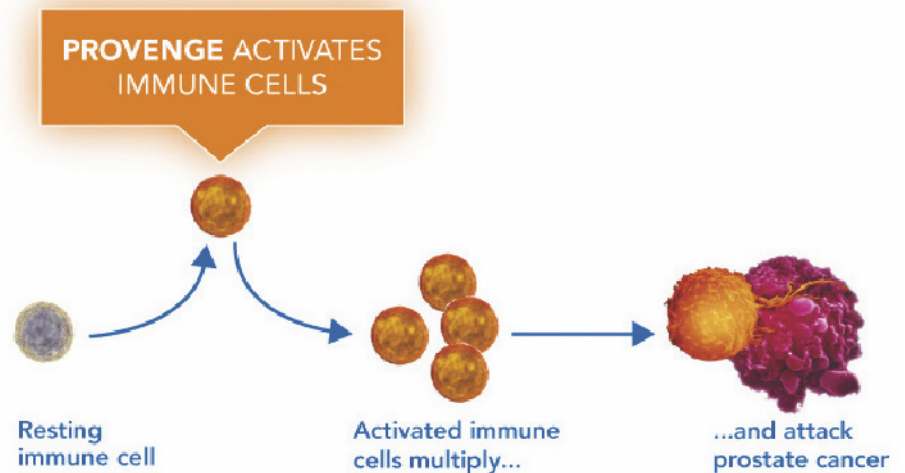 PROVENGE ACTIVATES
IMMUNE CELLS
Resting
immune cell
Activated immune
cells multiply...
...and attack
prostate cancer